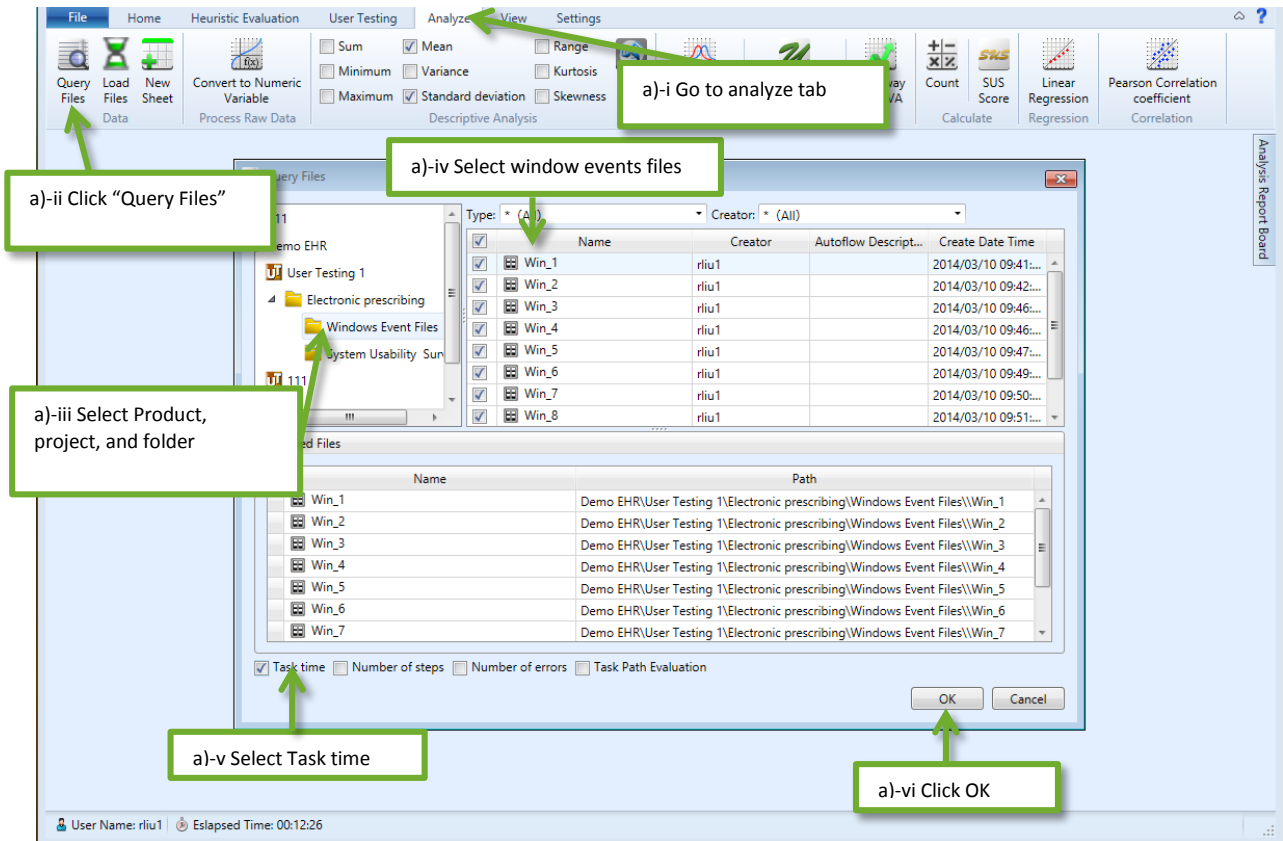 File Home Heuristic Evaluation User Testing Analyze View Settings
Sum Mean Range
Minimum Variance Kurtosis
Maximum Standard deviation Skewness
Query Files
Load Files
New Sheet
Convert to Numeric Variable
Count
SUS
SUS Score
Linear Regression
Pearson Correlation coefficient
Data Process Raw Data Descriptive Analysis Calculate Regression Correlation
a)-i Go to analyze tab
a)-ii Click “Query Files”
a)-iv Select window events files
Analysis Report Board
Files
Type: * (All) Creator: * (All)
Name Creator Autoflow Descript... Create Date Time
EHR
User Testing 1
Electronic prescribing
Windows Event Files
System Usability Sur
111
Win_1 rliu1 2014/03/10 09:41:...
Win_2 rliu1 2014/03/10 09:42:...
Win_3 rliu1 2014/03/10 09:46:...
Win_4 rliu1 2014/03/10 09:46:...
Win_5 rliu1 2014/03/10 09:47:...
Win_6 rliu1 2014/03/10 09:49:...
Win_7 rliu1 2014/03/10 09:50:...
Win_8 rliu1 2014/03/10 09:51:...
a)-iii Select Product,
project, and folder
Files
Name Path
Win_1 Demo EHR\User Testing 1\Electronic prescribing\Windows Event Files\\Win_1
Win_2 Demo EHR\User Testing 1\Electronic prescribing\Windows Event Files\\Win_2
Win_3 Demo EHR\User Testing 1\Electronic prescribing\Windows Event Files\\Win_3
Win_4 Demo EHR\User Testing 1\Electronic prescribing\Windows Event Files\\Win_4
Win_5 Demo EHR\User Testing 1\Electronic prescribing\Windows Event Files\\Win_5
Win_6 Demo EHR\User Testing 1\Electronic prescribing\Windows Event Files\\Win_6
Win_7 Demo EHR\User Testing 1\Electronic prescribing\Windows Event Files\\Win_7
Task time Number of steps Number of errors Task Path Evaluation
OK Cancel
a)-v Select Task time
a)-vi Click OK
User Name: rliu1 Eslapsed Time: 00:12:26